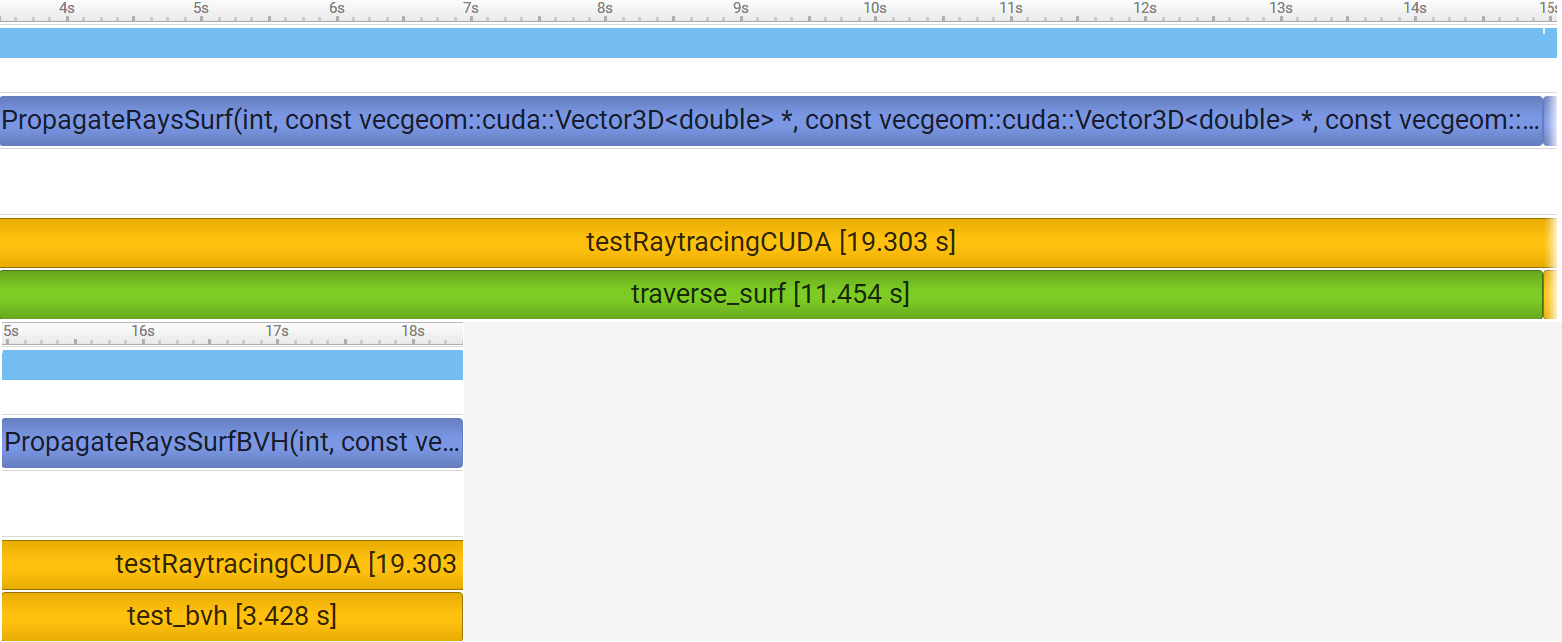 4s 5s 6s 7s 8s 9s 10s 11s 12s 13s 14s 15s
PropagateRaysSurf(int, const vecgeom::cuda::Vector3D<double> *, const vecgeom::cuda::Vector3D<double> *, const vecgeom::...
testRaytracingCUDA [19.303 s]
traverse_surf [11.454 s]
5s 16s 17s 18s
PropagateRaysSurfBVH(int, const ve...
testRaytracingCUDA [19.303
test_bvh [3.428 s]